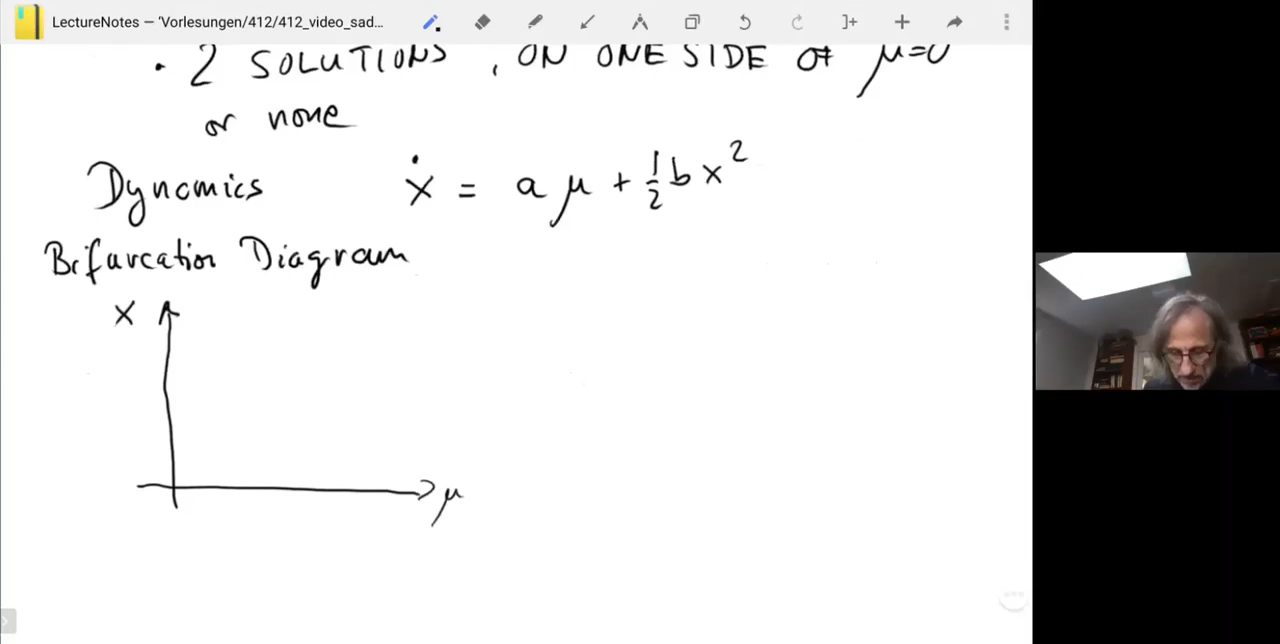 LectureNotes — 'Vorlesungen/412/412_video_sad...
• 2 SOLUTIONS, ON ONE SIDE OF μ=0
or none
Dynamics ẋ = aμ + ½bx²
Bifurcation Diagram
x
μ